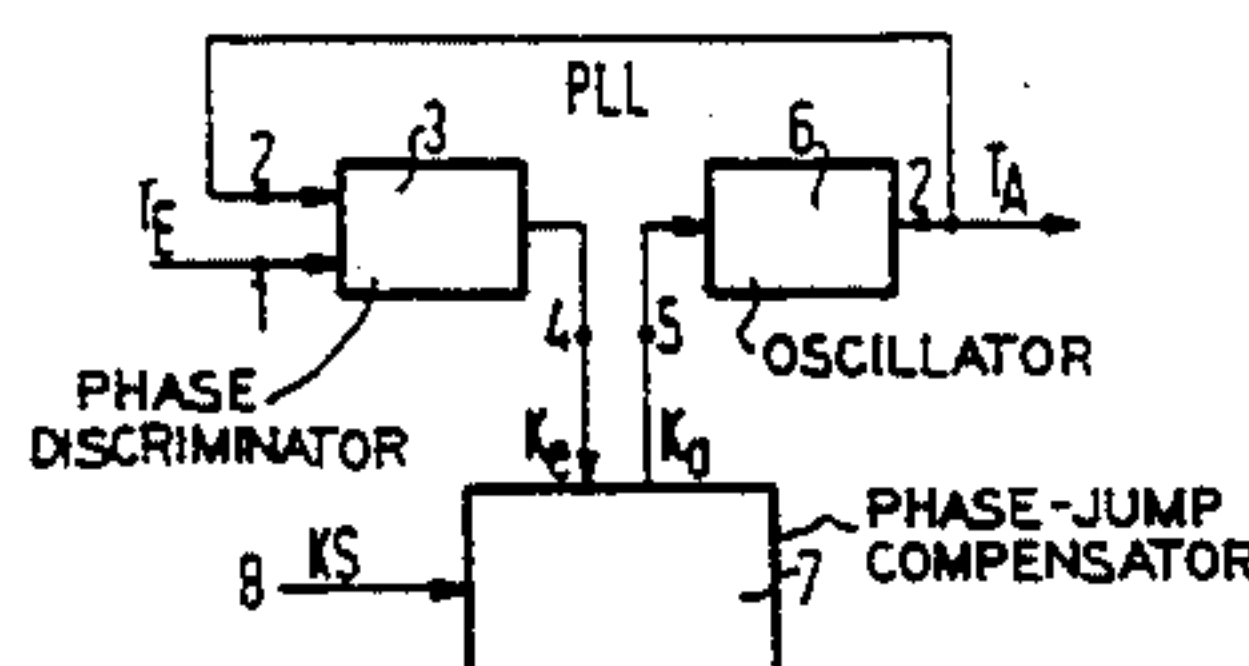 PLL
2
3
6
2
T_E
T_A
1
4
5
OSCILLATOR
PHASE
DISCRIMINATOR
K_e
K_0
PHASE-JUMP
COMPENSATOR
8
KS
7